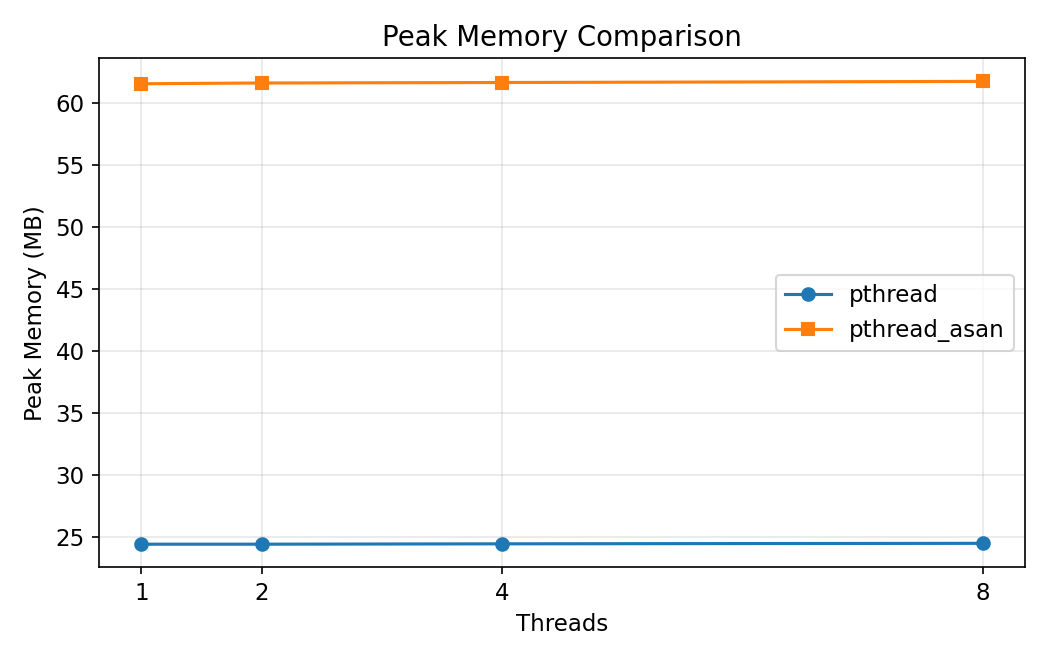 Peak Memory Comparison
Peak Memory (MB)
60
55
50
45
40
35
30
25
pthread
pthread_asan
1 2 4 8
Threads